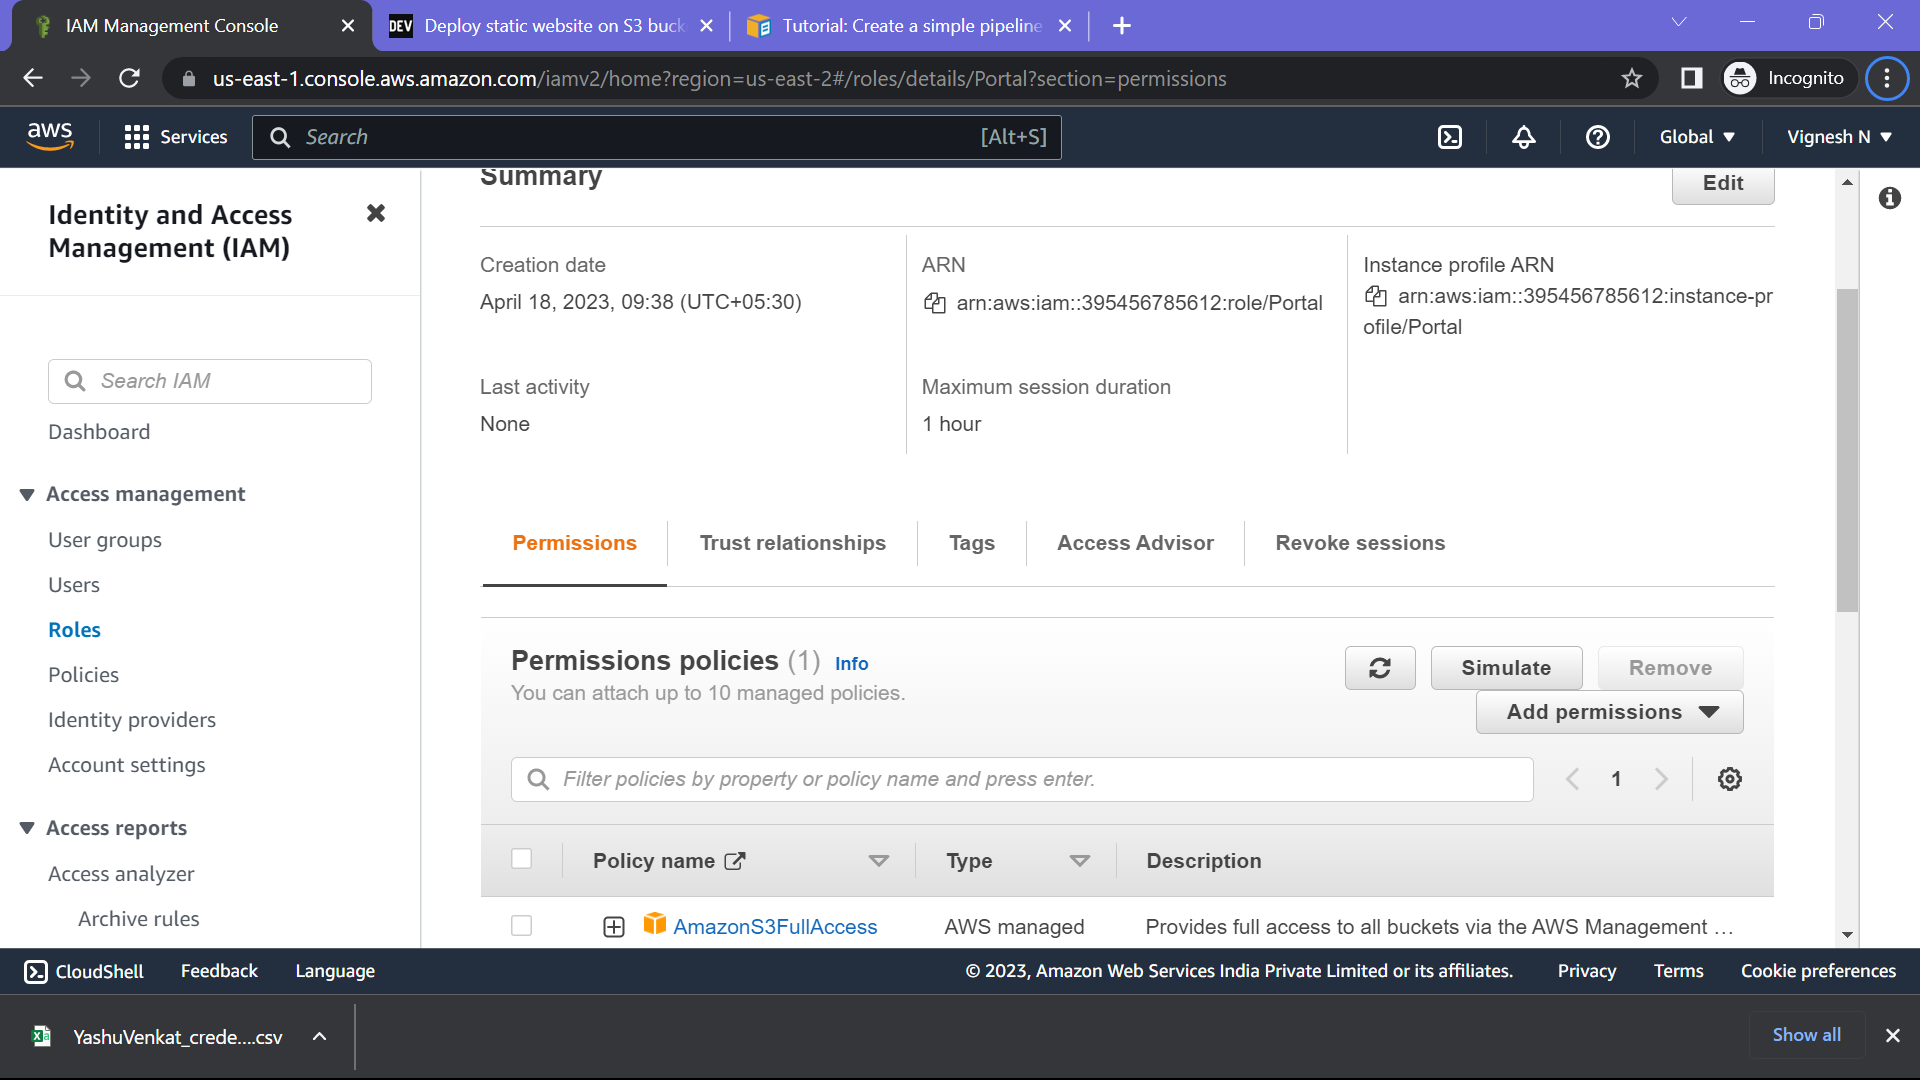 IAM Management Console
DEV Deploy static website on S3 buck
Tutorial: Create a simple pipeline
us-east-1.console.aws.amazon.com/iamv2/home?region=us-east-2#/roles/details/Portal?section=permissions
Incognito
aws
Services
Search
[Alt+S]
Global
Vignesh N
Identity and Access
Management (IAM)
Search IAM
Dashboard
Access management
User groups
Users
Roles
Policies
Identity providers
Account settings
Access reports
Access analyzer
Archive rules
Summary
Edit
Creation date
April 18, 2023, 09:38 (UTC+05:30)
ARN
arn:aws:iam::395456785612:role/Portal
Instance profile ARN
arn:aws:iam::395456785612:instance-pr
ofile/Portal
Last activity
None
Maximum session duration
1 hour
Permissions
Trust relationships
Tags
Access Advisor
Revoke sessions
Permissions policies (1) Info
You can attach up to 10 managed policies.
Simulate
Remove
Add permissions
Filter policies by property or policy name and press enter.
1
Policy name
Type
Description
AmazonS3FullAccess
AWS managed
Provides full access to all buckets via the AWS Management ...
CloudShell
Feedback
Language
© 2023, Amazon Web Services India Private Limited or its affiliates.
Privacy
Terms
Cookie preferences
YashuVenkat_crede....csv
Show all